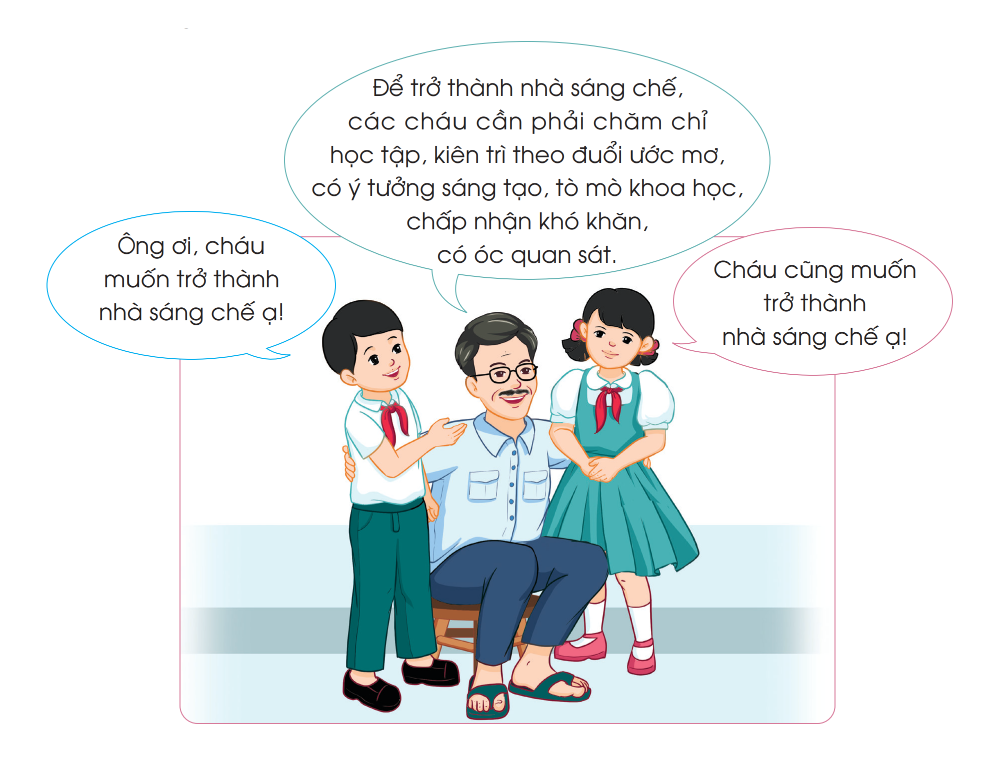 Để trở thành nhà sáng chế,
các cháu cần phải chăm chỉ
học tập, kiên trì theo đuổi ước mơ,
có ý tưởng sáng tạo, tò mò khoa học,
chấp nhận khó khăn,
có óc quan sát.
Ông ơi, cháu
muốn trở thành
nhà sáng chế ạ!
Cháu cũng muốn
trở thành
nhà sáng chế ạ!